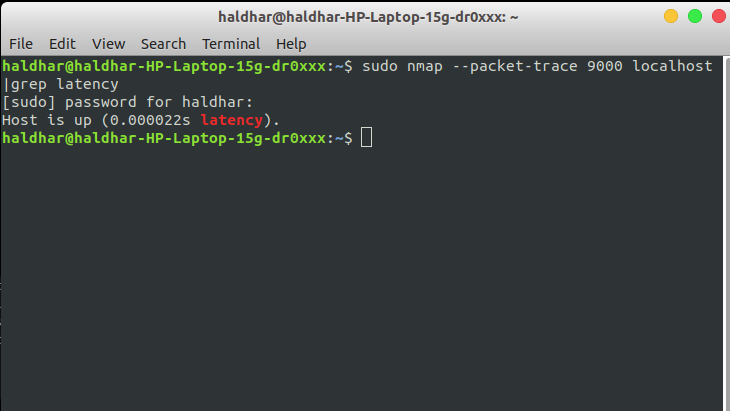 haldhar@haldhar-HP-Laptop-15g-dr0xxx: ~
File Edit View Search Terminal Help
haldhar@haldhar-HP-Laptop-15g-dr0xxx:~$ sudo nmap --packet-trace 9000 localhost
|grep latency
[sudo] password for haldhar:
Host is up (0.000022s latency).
haldhar@haldhar-HP-Laptop-15g-dr0xxx:~$